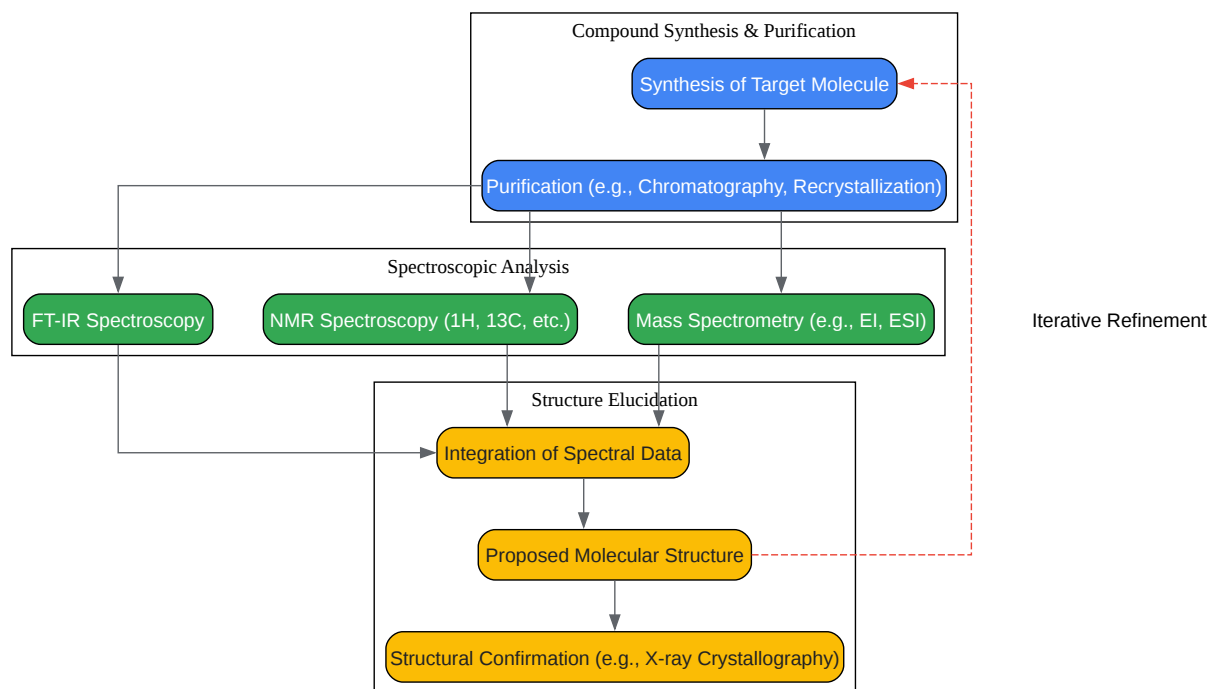 Compound Synthesis & Purification
Synthesis of Target Molecule
Purification (e.g., Chromatography, Recrystallization)
Spectroscopic Analysis
FT-IR Spectroscopy
NMR Spectroscopy (1H, 13C, etc.)
Mass Spectrometry (e.g., EI, ESI)
Iterative Refinement
Structure Elucidation
Integration of Spectral Data
Proposed Molecular Structure
Structural Confirmation (e.g., X-ray Crystallography)